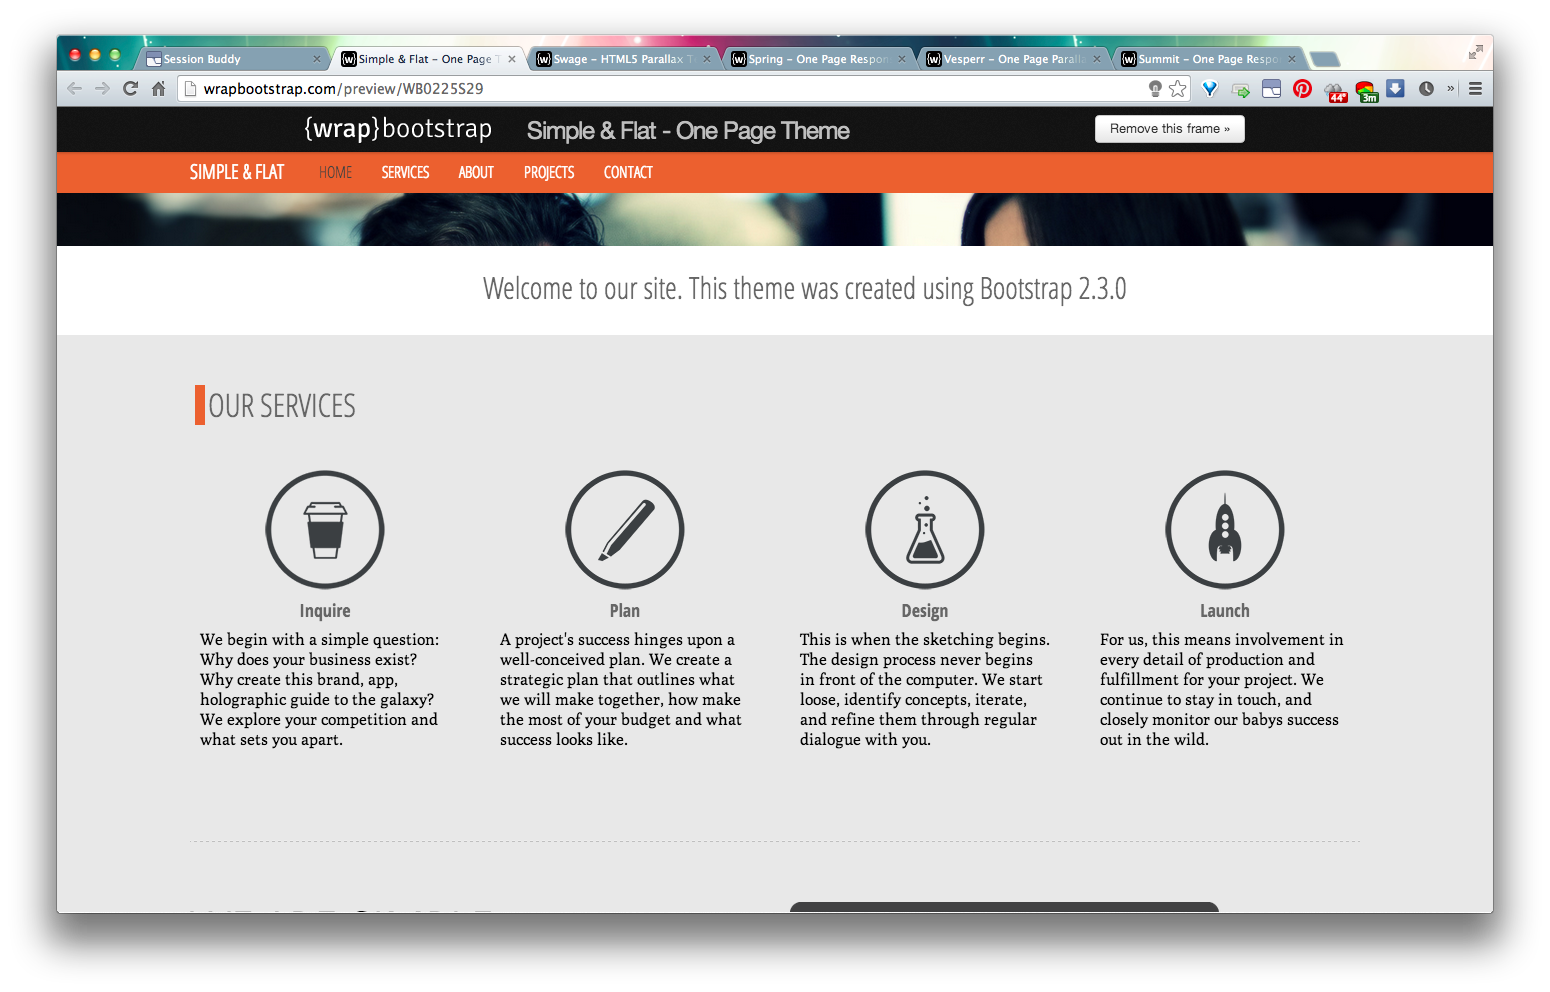 Session Buddy
Simple & Flat – One Page T
Swage – HTML5 Parallax T
Spring – One Page Respon
Vesperr – One Page Paralla
Summit – One Page Respo
wrapbootstrap.com/preview/WB0225S29
44°
3m
»
{wrap}bootstrap
Simple & Flat - One Page Theme
Remove this frame »
SIMPLE & FLAT
HOME
SERVICES
ABOUT
PROJECTS
CONTACT
Welcome to our site. This theme was created using Bootstrap 2.3.0
OUR SERVICES
Inquire
We begin with a simple question:
Why does your business exist?
Why create this brand, app,
holographic guide to the galaxy?
We explore your competition and
what sets you apart.
Plan
A project's success hinges upon a
well-conceived plan. We create a
strategic plan that outlines what
we will make together, how make
the most of your budget and what
success looks like.
Design
This is when the sketching begins.
The design process never begins
in front of the computer. We start
loose, identify concepts, iterate,
and refine them through regular
dialogue with you.
Launch
For us, this means involvement in
every detail of production and
fulfillment for your project. We
continue to stay in touch, and
closely monitor our babys success
out in the wild.